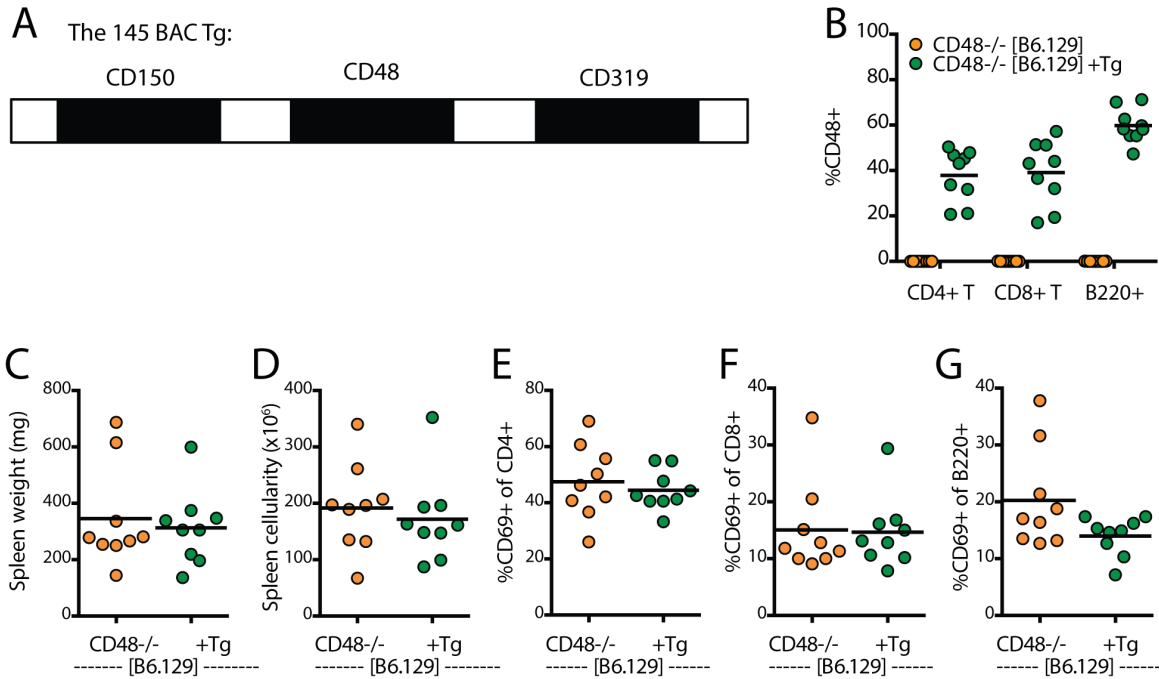 A
The 145 BAC Tg:
CD150
CD48
CD319
B
%CD48+
100
80
60
40
20
0
CD48-/- [B6.129]
CD48-/- [B6.129] +Tg
CD4+ T
CD8+ T
B220+
C
Spleen weight (mg)
800
600
400
200
0
CD48-/-
+Tg
------- [B6.129] --------
D
Spleen cellularity (x10⁶)
400
300
200
100
0
CD48-/-
+Tg
------- [B6.129] --------
E
%CD69+ of CD4+
80
60
40
20
0
CD48-/-
+Tg
------- [B6.129] --------
F
%CD69+ of CD8+
40
30
20
10
0
CD48-/-
+Tg
------- [B6.129] --------
G
%CD69+ of B220+
40
30
20
10
0
CD48-/-
+Tg
------- [B6.129] --------